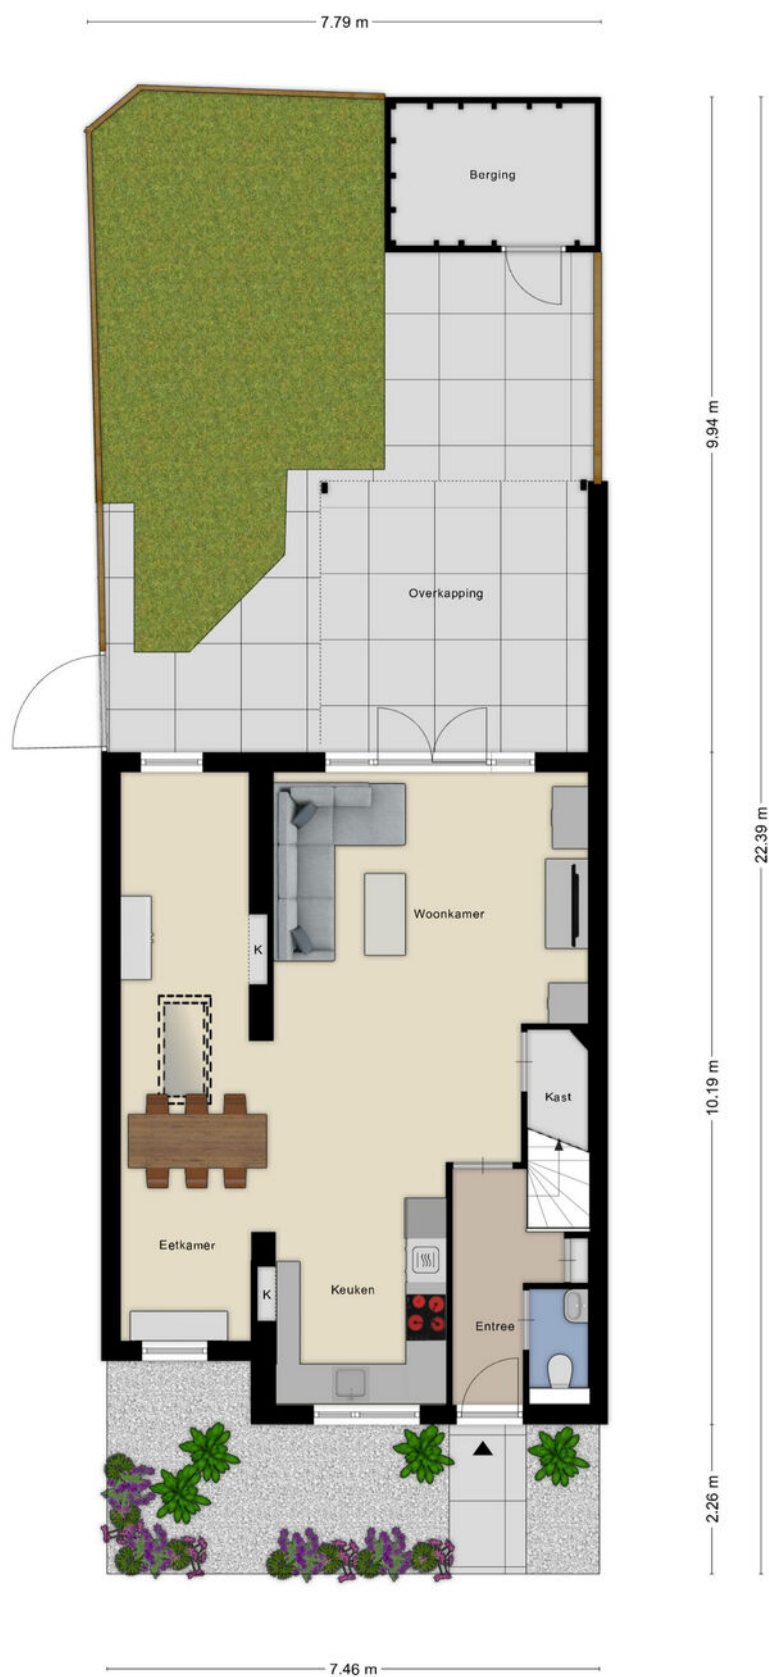 7.79 m
Berging
9.94 m
Overkapping
22.39 m
Woonkamer
K
10.19 m
Kast
Eetkamer
K
Keuken
Entree
2.26 m
7.46 m